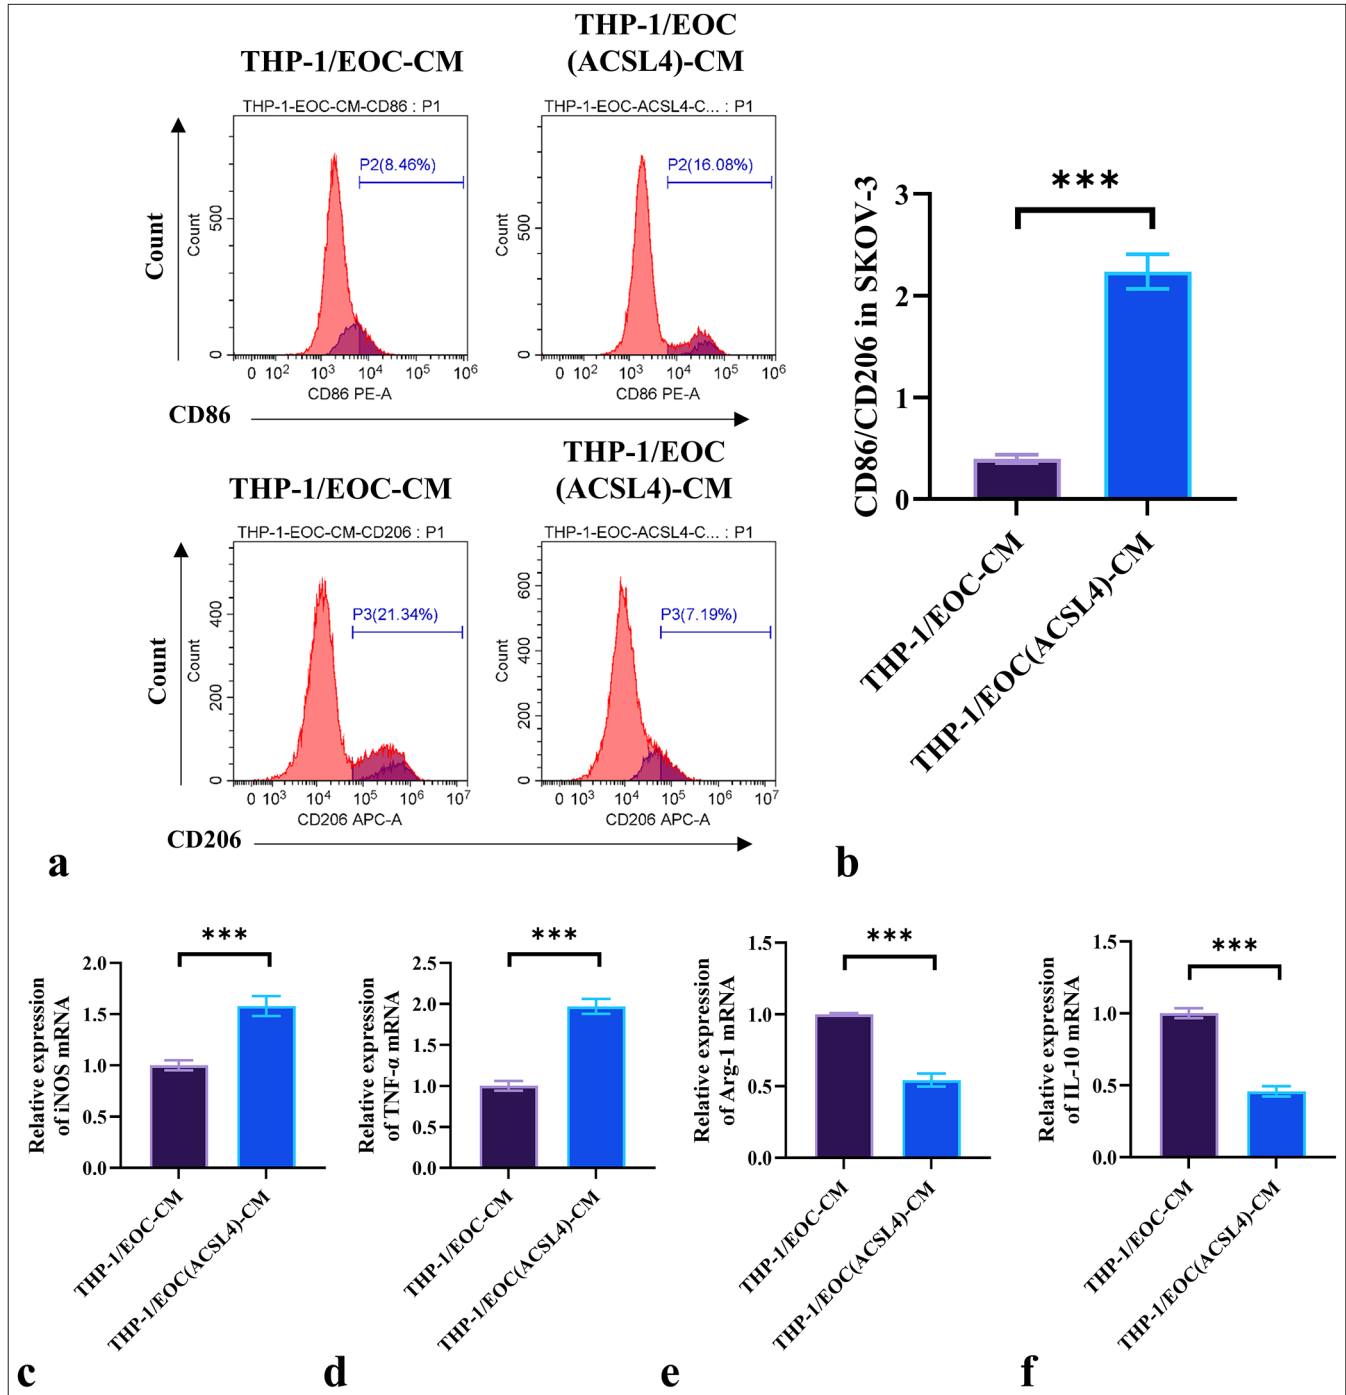 THP-1/EOC-CM
THP-1/EOC
(ACSL4)-CM
THP-1-EOC-CM-CD86 : P1
Count
Count
500
0
P2(8.46%)
0 10² 10³ 10⁴ 10⁵ 10⁶
CD86 PE-A
THP-1-EOC-ACSL4-C... : P1
Count
500
0
P2(16.08%)
0 10² 10³ 10⁴ 10⁵ 10⁶
CD86 PE-A
CD86
THP-1/EOC-CM
THP-1/EOC
(ACSL4)-CM
THP-1-EOC-CM-CD206 : P1
Count
Count
400
200
0
P3(21.34%)
0 10³ 10⁴ 10⁵ 10⁶ 10⁷
CD206 APC-A
THP-1-EOC-ACSL4-C... : P1
Count
600
400
200
0
P3(7.19%)
0 10³ 10⁴ 10⁵ 10⁶ 10⁷
CD206 APC-A
CD206
a
CD86/CD206 in SKOV-3
3
2
1
0
***
THP-1/EOC-CM
THP-1/EOC(ACSL4)-CM
b
Relative expression
of iNOS mRNA
2.0
1.5
1.0
0.5
0.0
***
THP-1/EOC-CM
THP-1/EOC(ACSL4)-CM
c
Relative expression
of TNF-α mRNA
2.5
2.0
1.5
1.0
0.5
0.0
***
THP-1/EOC-CM
THP-1/EOC(ACSL4)-CM
d
Relative expression
of Arg-1 mRNA
1.5
1.0
0.5
0.0
***
THP-1/EOC-CM
THP-1/EOC(ACSL4)-CM
e
Relative expression
of IL-10 mRNA
1.5
1.0
0.5
0.0
***
THP-1/EOC-CM
THP-1/EOC(ACSL4)-CM
f